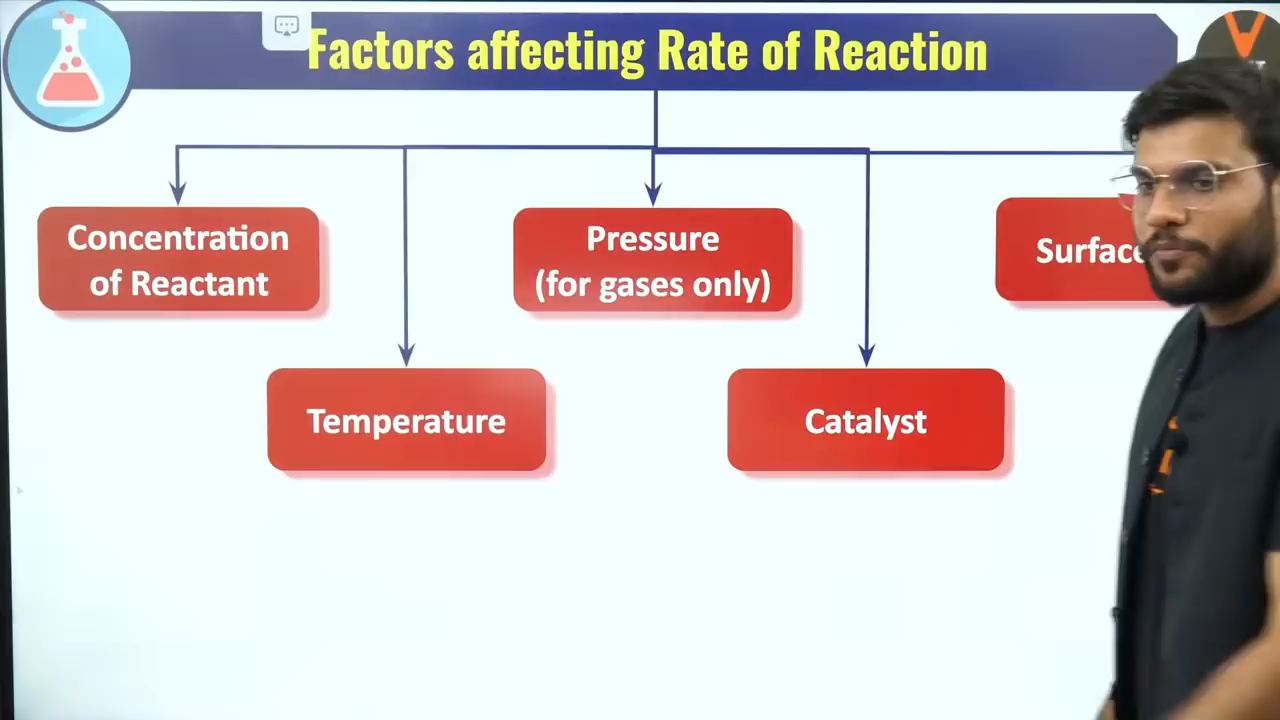 Factors affecting Rate of Reaction
Concentration
of Reactant
Pressure
(for gases only)
Surface
Temperature
Catalyst